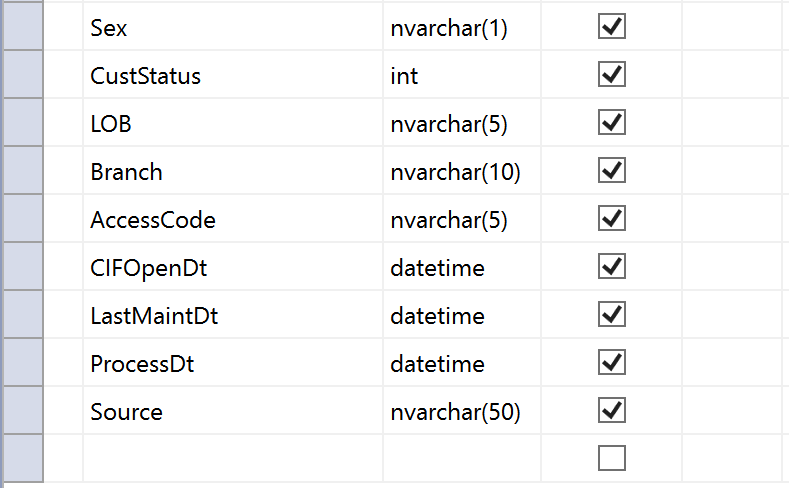 Sex nvarchar(1)
CustStatus int
LOB nvarchar(5)
Branch nvarchar(10)
AccessCode nvarchar(5)
CIFOpenDt datetime
LastMaintDt datetime
ProcessDt datetime
Source nvarchar(50)